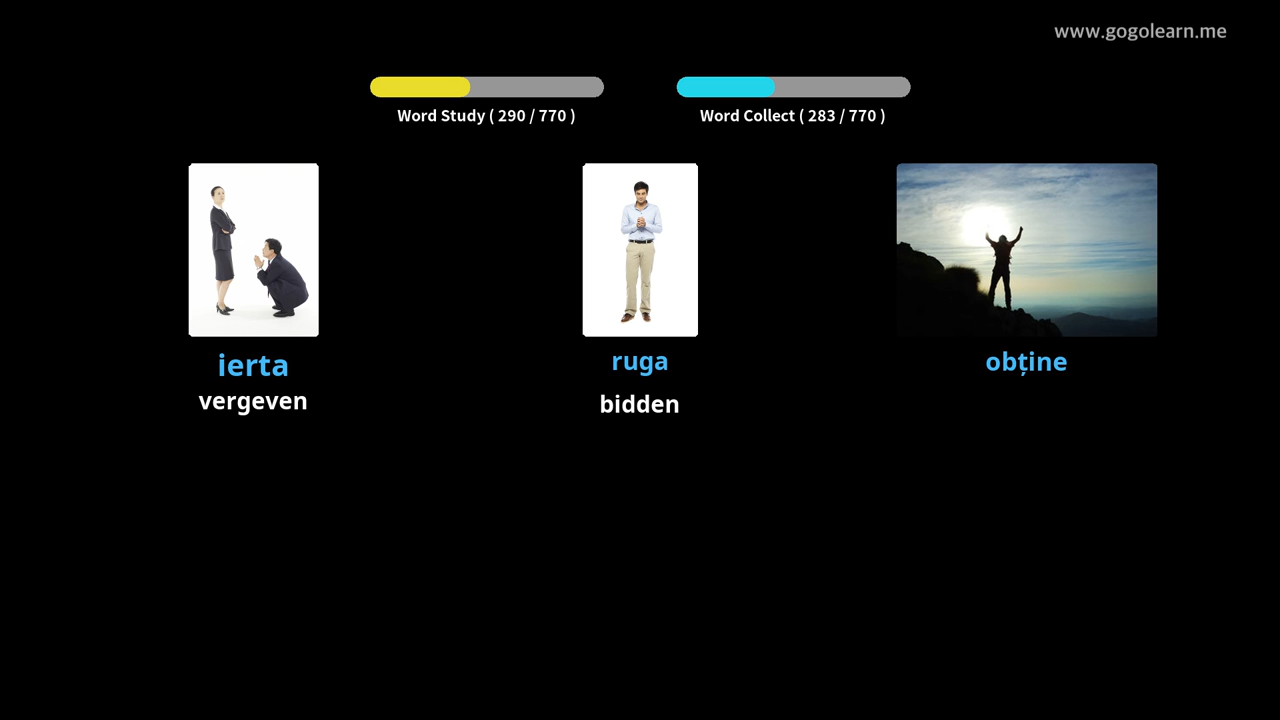 www.gogolearn.me
Word Study ( 290 / 770 )
Word Collect ( 283 / 770 )
ierta
vergeven
ruga
bidden
obține